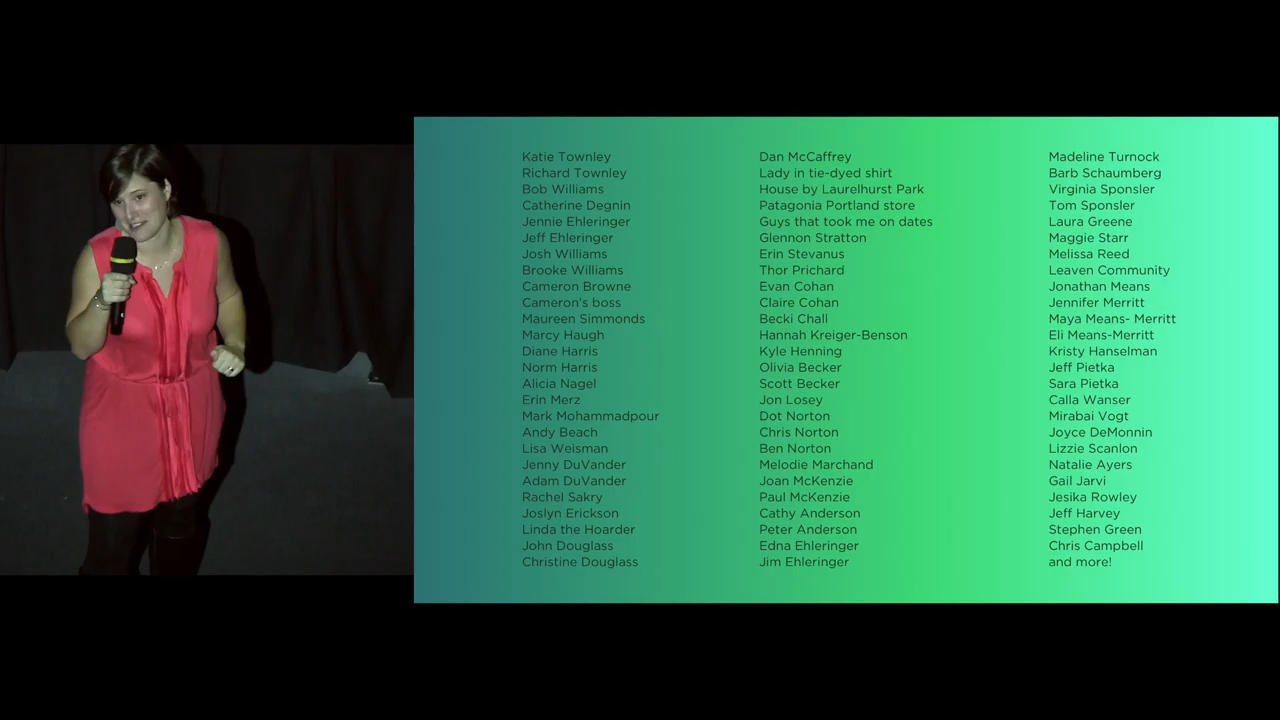 Katie Townley
Richard Townley
Bob Williams
Catherine Degnin
Jennie Ehleringer
Jeff Ehleringer
Josh Williams
Brooke Williams
Cameron Browne
Cameron's boss
Maureen Simmonds
Marcy Haugh
Diane Harris
Norm Harris
Alicia Nagel
Erin Merz
Mark Mohammadpour
Andy Beach
Lisa Weisman
Jenny DuVander
Adam DuVander
Rachel Sakry
Joslyn Erickson
Linda the Hoarder
John Douglass
Christine Douglass
Dan McCaffrey
Lady in tie-dyed shirt
House by Laurelhurst Park
Patagonia Portland store
Guys that took me on dates
Glennon Stratton
Erin Stevanus
Thor Prichard
Evan Cohan
Claire Cohan
Becki Chall
Hannah Kreiger-Benson
Kyle Henning
Olivia Becker
Scott Becker
Jon Losey
Dot Norton
Chris Norton
Ben Norton
Melodie Marchand
Joan McKenzie
Paul McKenzie
Cathy Anderson
Peter Anderson
Edna Ehleringer
Jim Ehleringer
Madeline Turnock
Barb Schaumberg
Virginia Sponsler
Tom Sponsler
Laura Greene
Maggie Starr
Melissa Reed
Leaven Community
Jonathan Means
Jennifer Merritt
Maya Means- Merritt
Eli Means-Merritt
Kristy Hanselman
Jeff Pietka
Sara Pietka
Calla Wanser
Mirabai Vogt
Joyce DeMonnin
Lizzie Scanlon
Natalie Ayers
Gail Jarvi
Jesika Rowley
Jeff Harvey
Stephen Green
Chris Campbell
and more!